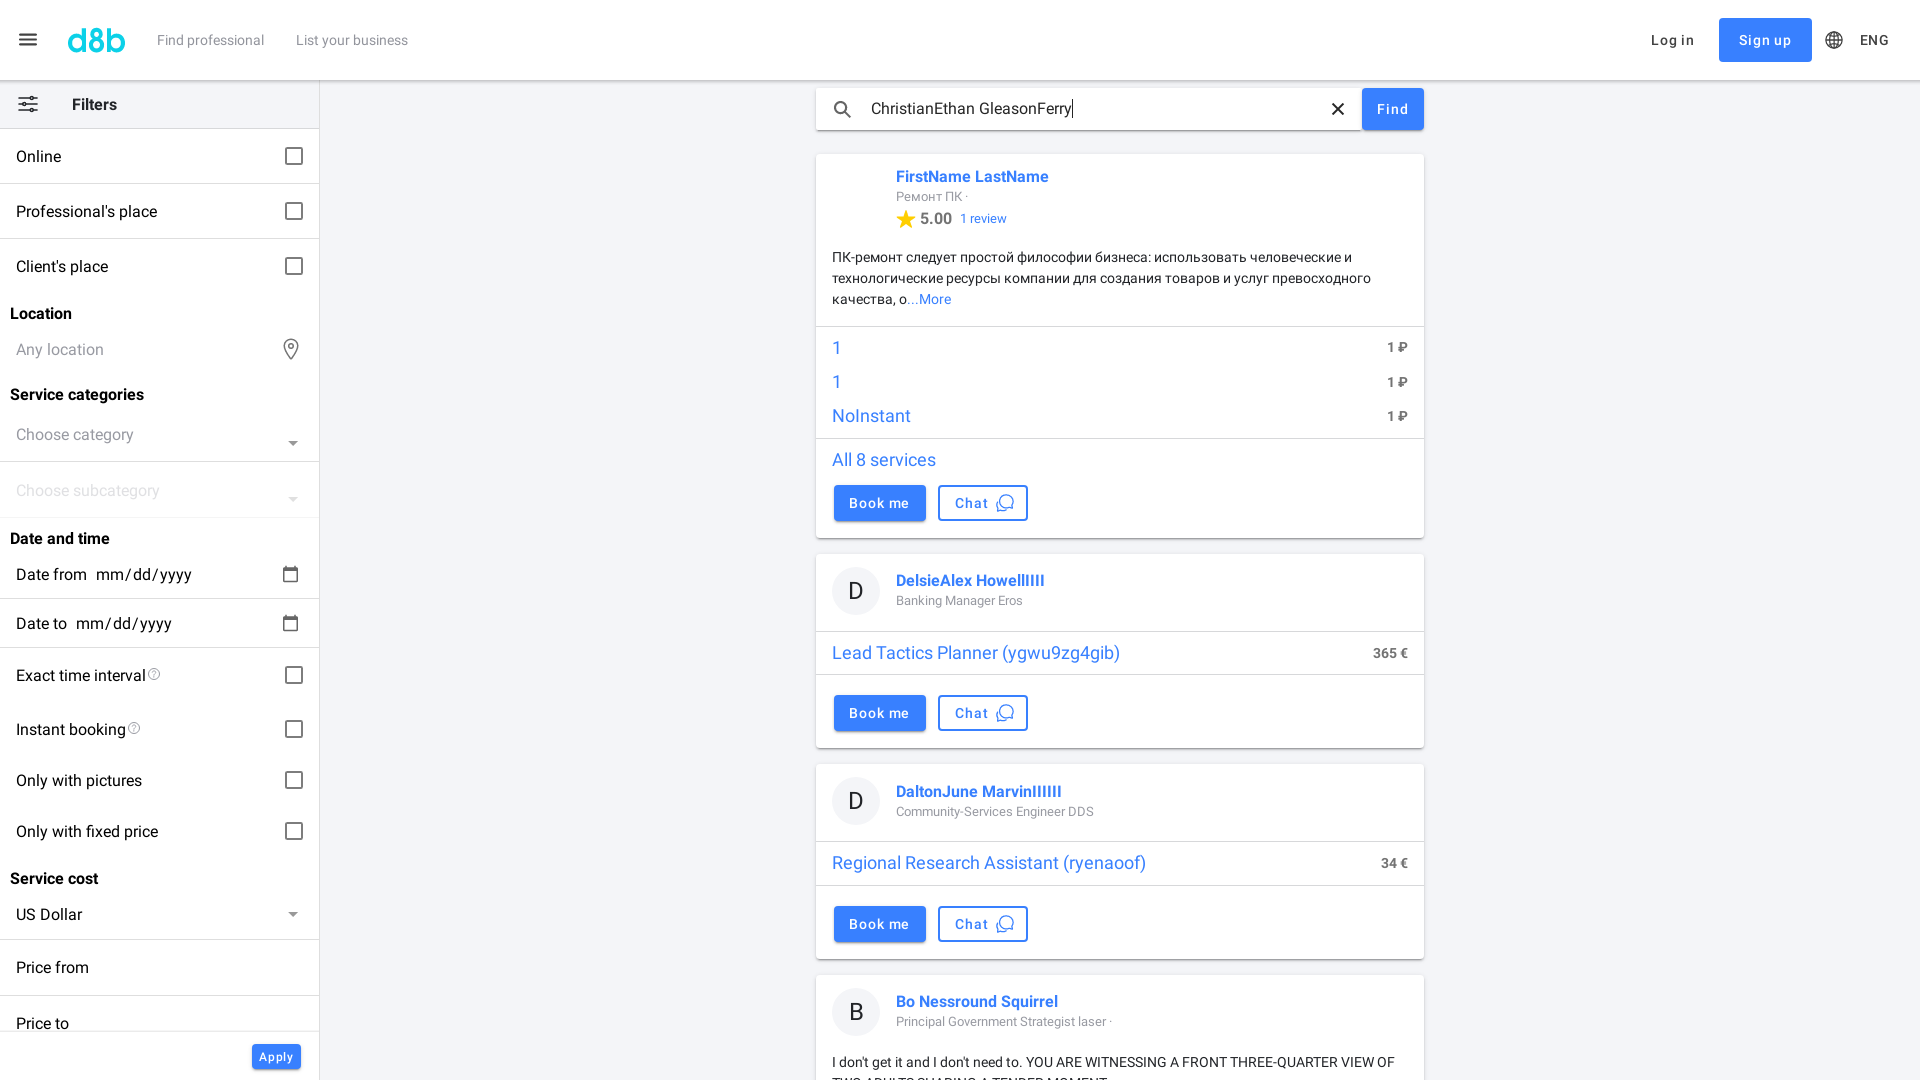 d8b
Find professional
List your business
Log in
Sign up
ENG
Filters
Online
Professional's place
Client's place
Location
Any location
Service categories
Choose category
Choose subcategory
Date and time
Date from mm/dd/yyyy
Date to mm/dd/yyyy
Exact time interval
Instant booking
Only with pictures
Only with fixed price
Service cost
US Dollar
Price from
Price to
Apply
ChristianEthan GleasonFerry
Find
FirstName LastName
Ремонт ПК ·
5.00 1 review
ПК-ремонт следует простой философии бизнеса: использовать человеческие и
технологические ресурсы компании для создания товаров и услуг превосходного
качества, о...More
1 1 ₽
1 1 ₽
NoInstant 1 ₽
All 8 services
Book me Chat
D
DelsieAlex HowellIIII
Banking Manager Eros
Lead Tactics Planner (ygwu9zg4gib) 365 €
Book me Chat
D
DaltonJune MarvinIIIIII
Community-Services Engineer DDS
Regional Research Assistant (ryenaoof) 34 €
Book me Chat
B
Bo Nessround Squirrel
Principal Government Strategist laser ·
I don't get it and I don't need to. YOU ARE WITNESSING A FRONT THREE-QUARTER VIEW OF
TWO ADULTS SHARING A TENDER MOMENT